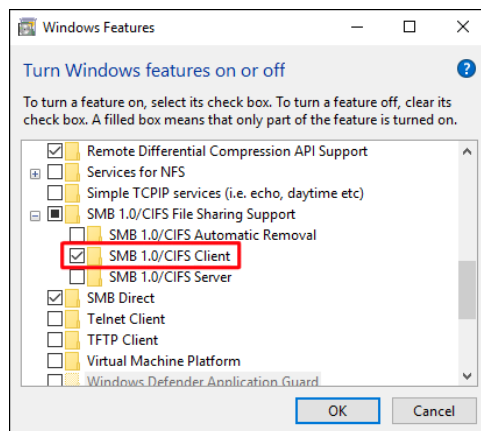 Windows Features
Turn Windows features on or off
To turn a feature on, select its check box. To turn a feature off, clear its
check box. A filled box means that only part of the feature is turned on.
Remote Differential Compression API Support
Services for NFS
Simple TCPIP services (i.e. echo, daytime etc)
SMB 1.0/CIFS File Sharing Support
SMB 1.0/CIFS Automatic Removal
SMB 1.0/CIFS Client
SMB 1.0/CIFS Server
SMB Direct
Telnet Client
TFTP Client
Virtual Machine Platform
Windows Defender Application Guard
OK Cancel